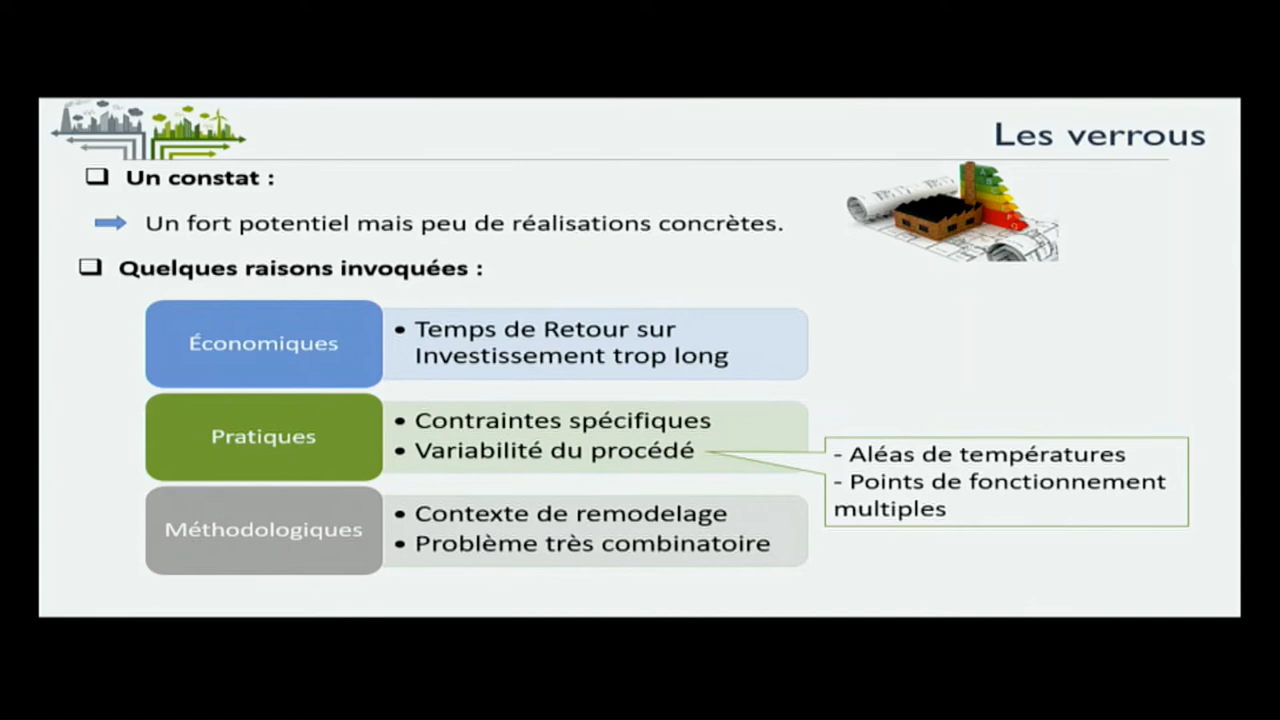 Les verrous
❑ Un constat :
Un fort potentiel mais peu de réalisations concrètes.
❑ Quelques raisons invoquées :
Économiques
• Temps de Retour sur
Investissement trop long
Pratiques
• Contraintes spécifiques
• Variabilité du procédé
- Aléas de températures
- Points de fonctionnement
multiples
Méthodologiques
• Contexte de remodelage
• Problème très combinatoire